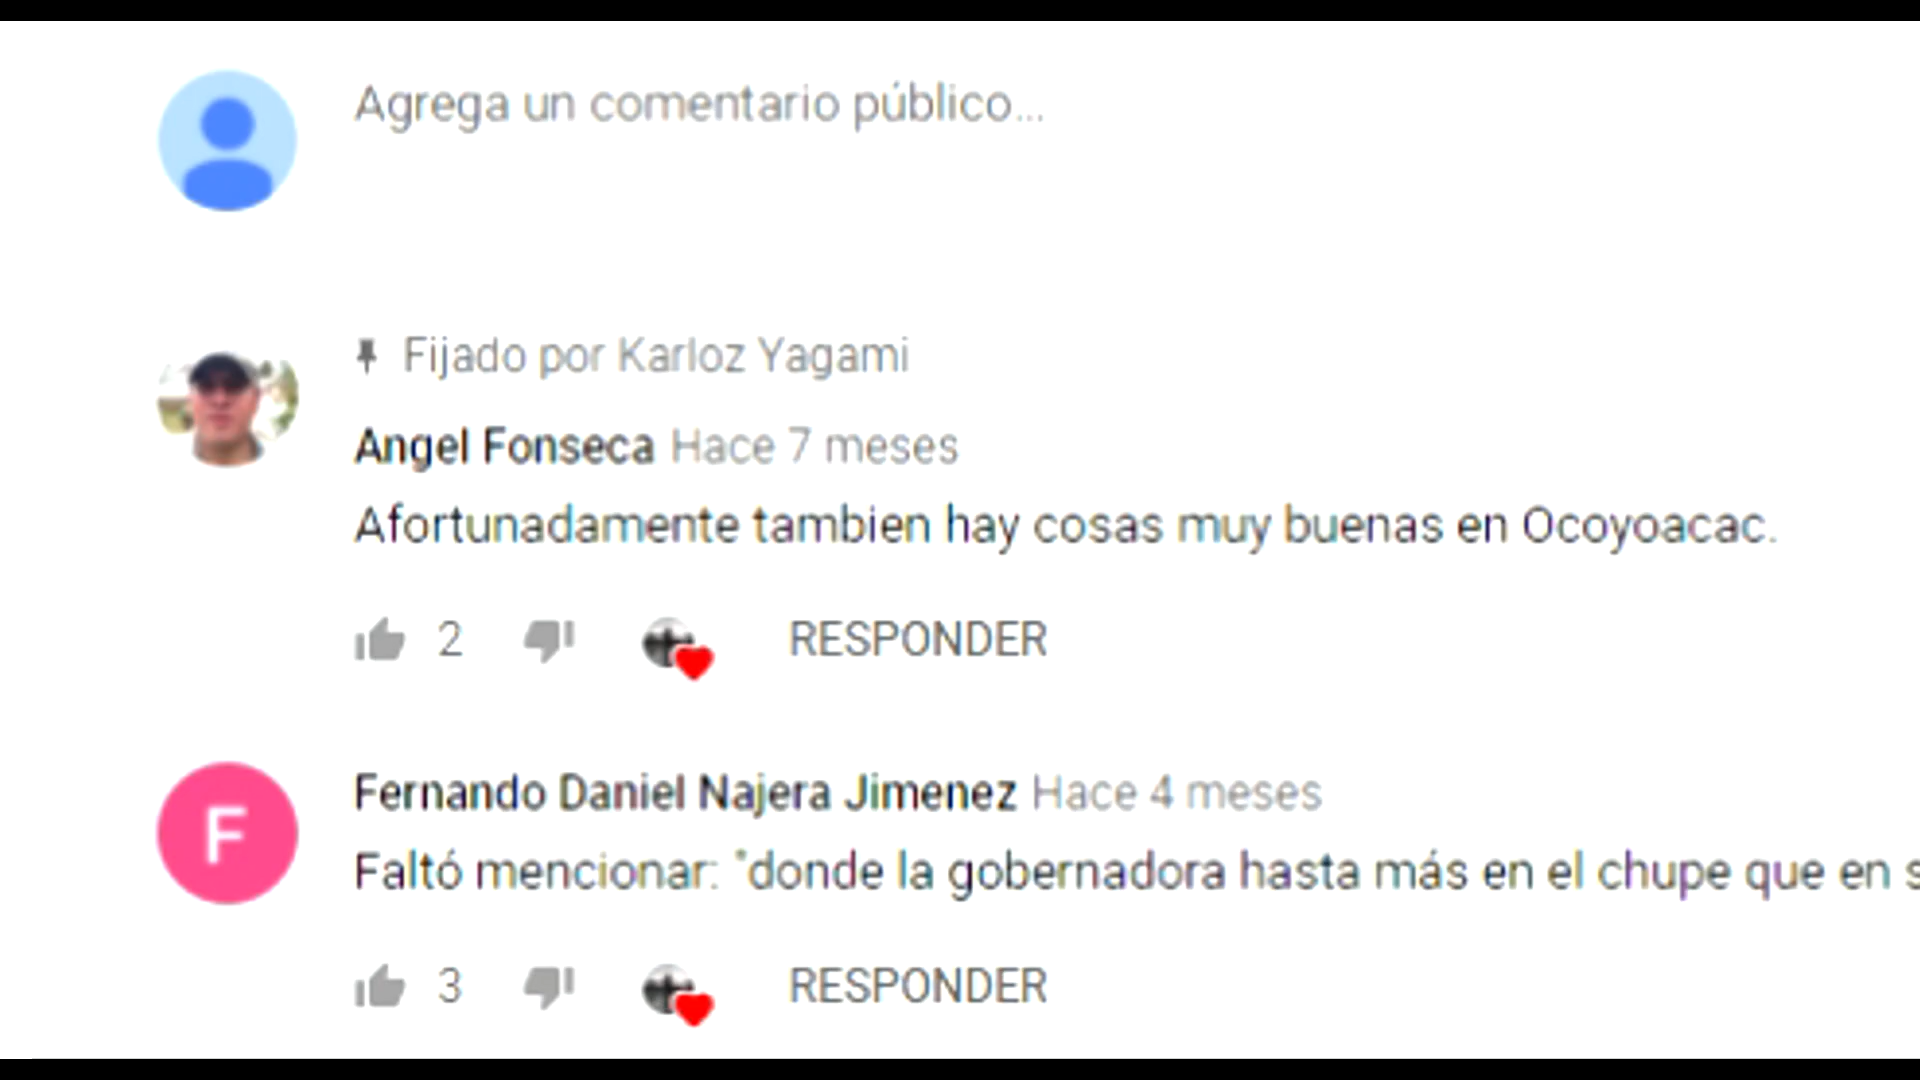 Agrega un comentario público...
Fijado por Karloz Yagami
Angel Fonseca Hace 7 meses
Afortunadamente tambien hay cosas muy buenas en Ocoyoacac.
2 RESPONDER
F
Fernando Daniel Najera Jimenez Hace 4 meses
Faltó mencionar: "donde la gobernadora hasta más en el chupe que en
3 RESPONDER